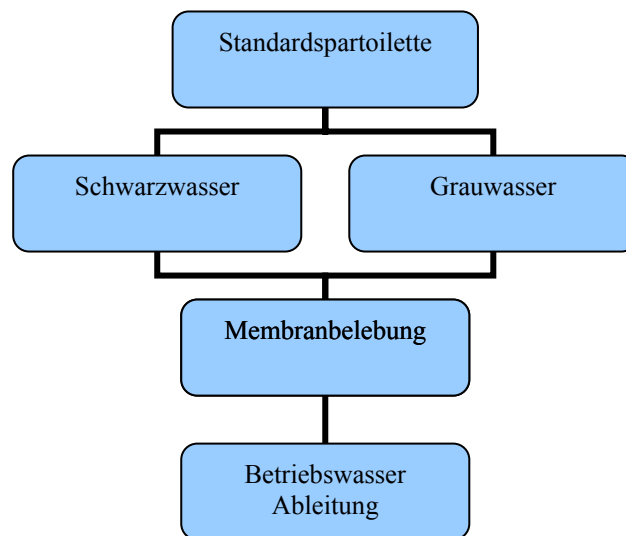 Standardspartoilette
Schwarzwasser
Grauwasser
Membranbelebung
Betriebswasser
Ableitung